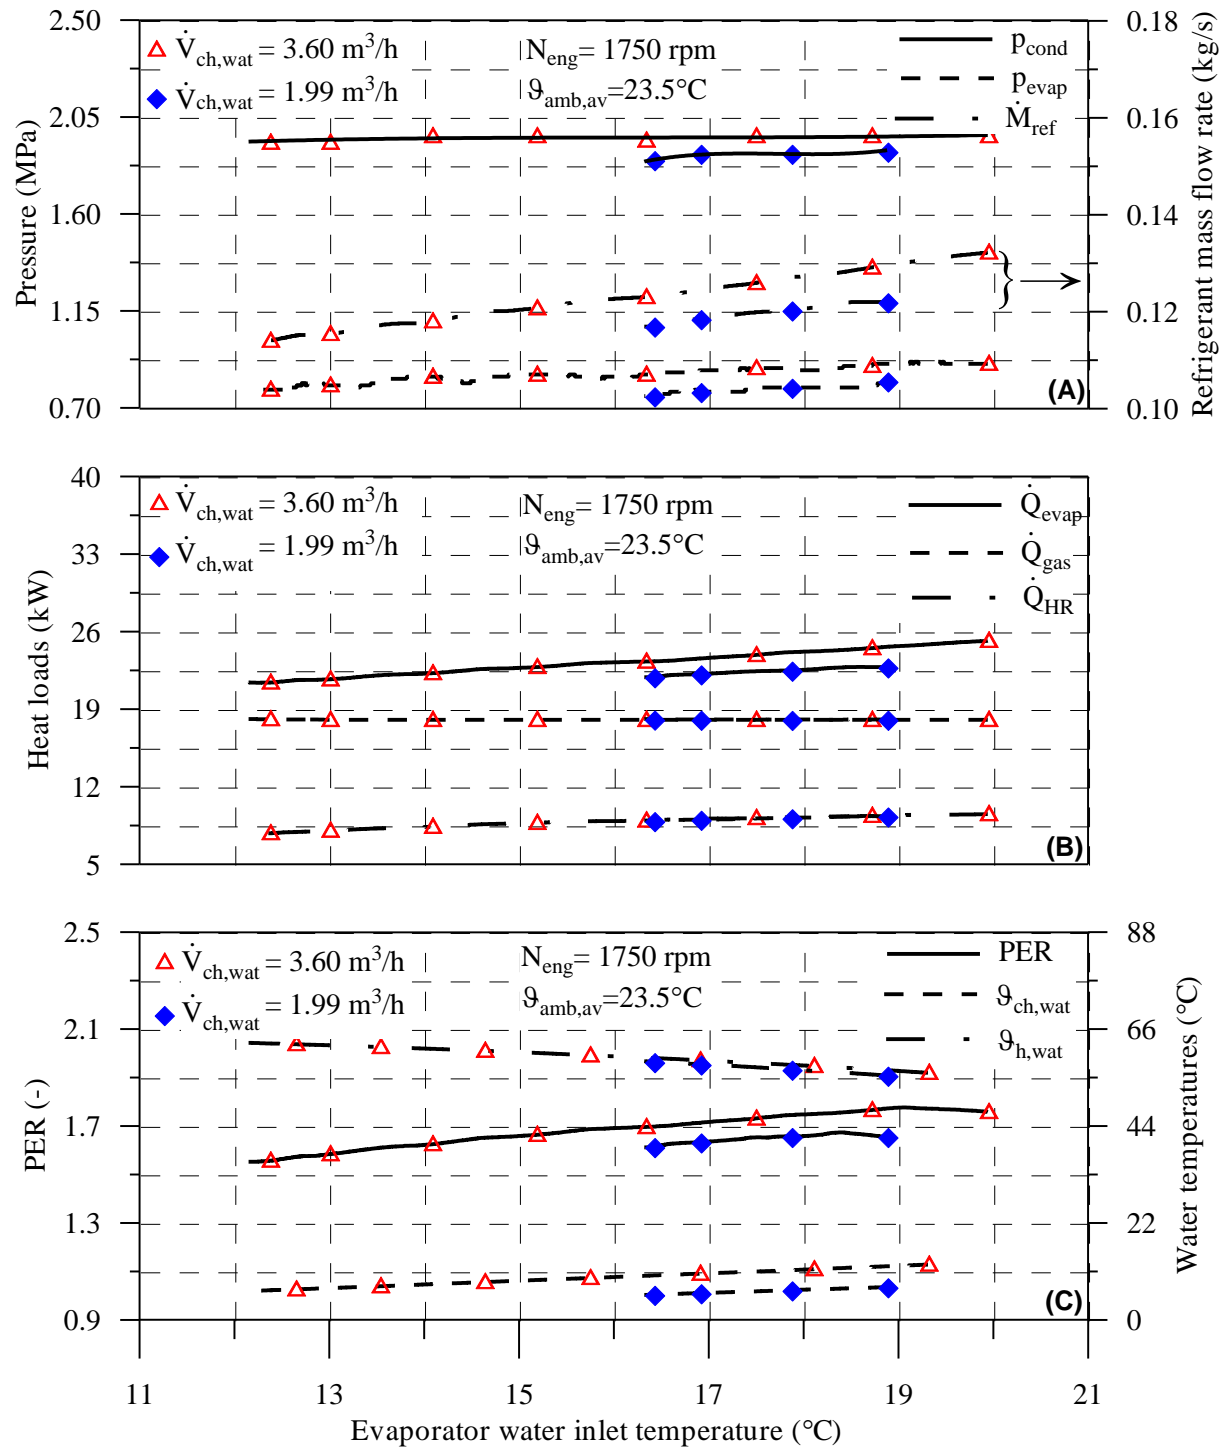 2.50
2.05
1.60
1.15
0.70
Pressure (MPa)
V̇ch,wat = 3.60 m³/h
V̇ch,wat = 1.99 m³/h
Neng = 1750 rpm
ϑamb,av=23.5°C
pcond
pevap
Ṁref
0.18
0.16
0.14
0.12
0.10
Refrigerant mass flow rate (kg/s)
(A)
40
33
26
19
12
5
Heat loads (kW)
V̇ch,wat = 3.60 m³/h
V̇ch,wat = 1.99 m³/h
Neng= 1750 rpm
ϑamb,av=23.5°C
Q̇evap
Q̇gas
Q̇HR
(B)
2.5
2.1
1.7
1.3
0.9
PER (-)
V̇ch,wat = 3.60 m³/h
V̇ch,wat = 1.99 m³/h
Neng= 1750 rpm
ϑamb,av=23.5°C
PER
ϑch,wat
ϑh,wat
88
66
44
22
0
Water temperatures (°C)
(C)
11 13 15 17 19 21
Evaporator water inlet temperature (°C)